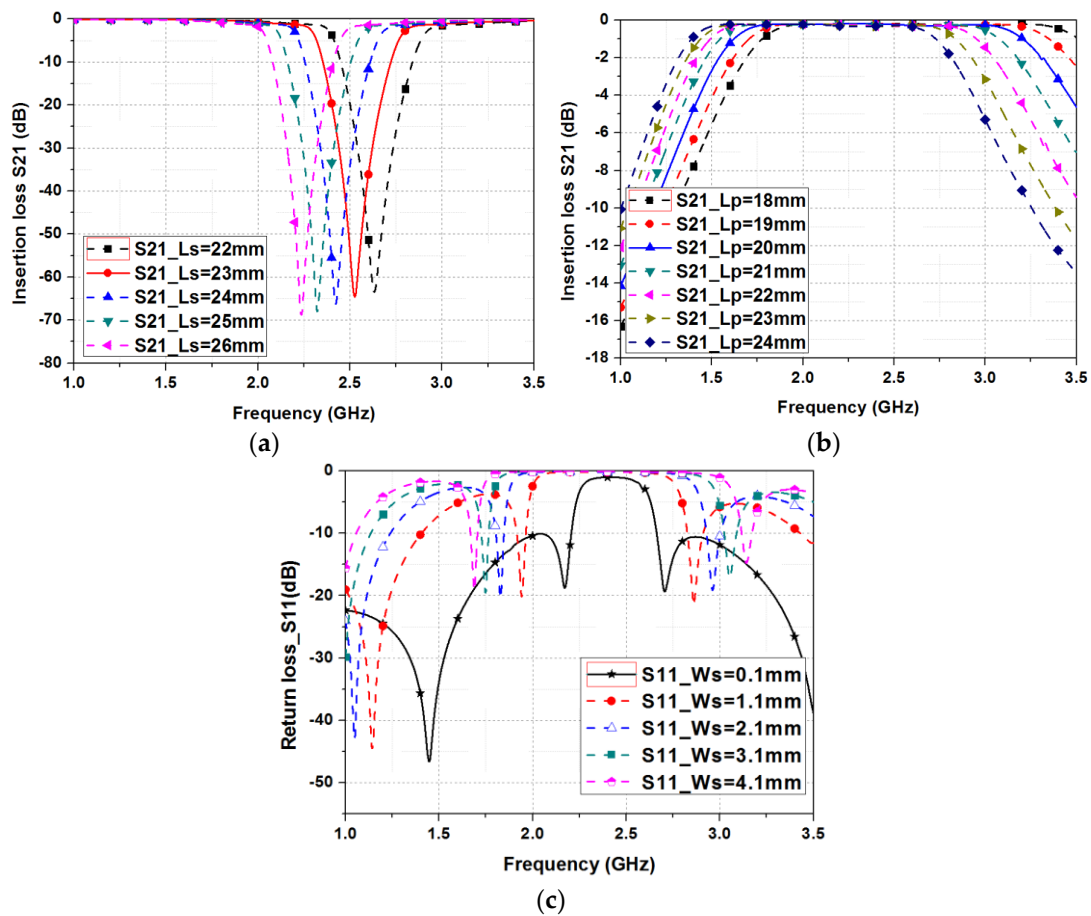 Insertion loss S21 (dB)
0
-10
-20
-30
-40
-50
-60
-70
-80
S21_Ls=22mm
S21_Ls=23mm
S21_Ls=24mm
S21_Ls=25mm
S21_Ls=26mm
1.0 1.5 2.0 2.5 3.0 3.5
Frequency (GHz)
(a)
Insertion loss S21 (dB)
0
-2
-4
-6
-8
-10
-12
-14
-16
-18
S21_Lp=18mm
S21_Lp=19mm
S21_Lp=20mm
S21_Lp=21mm
S21_Lp=22mm
S21_Lp=23mm
S21_Lp=24mm
1.0 1.5 2.0 2.5 3.0 3.5
Frequency (GHz)
(b)
Return loss_S11(dB)
0
-10
-20
-30
-40
-50
S11_Ws=0.1mm
S11_Ws=1.1mm
S11_Ws=2.1mm
S11_Ws=3.1mm
S11_Ws=4.1mm
1.0 1.5 2.0 2.5 3.0 3.5
Frequency (GHz)
(c)